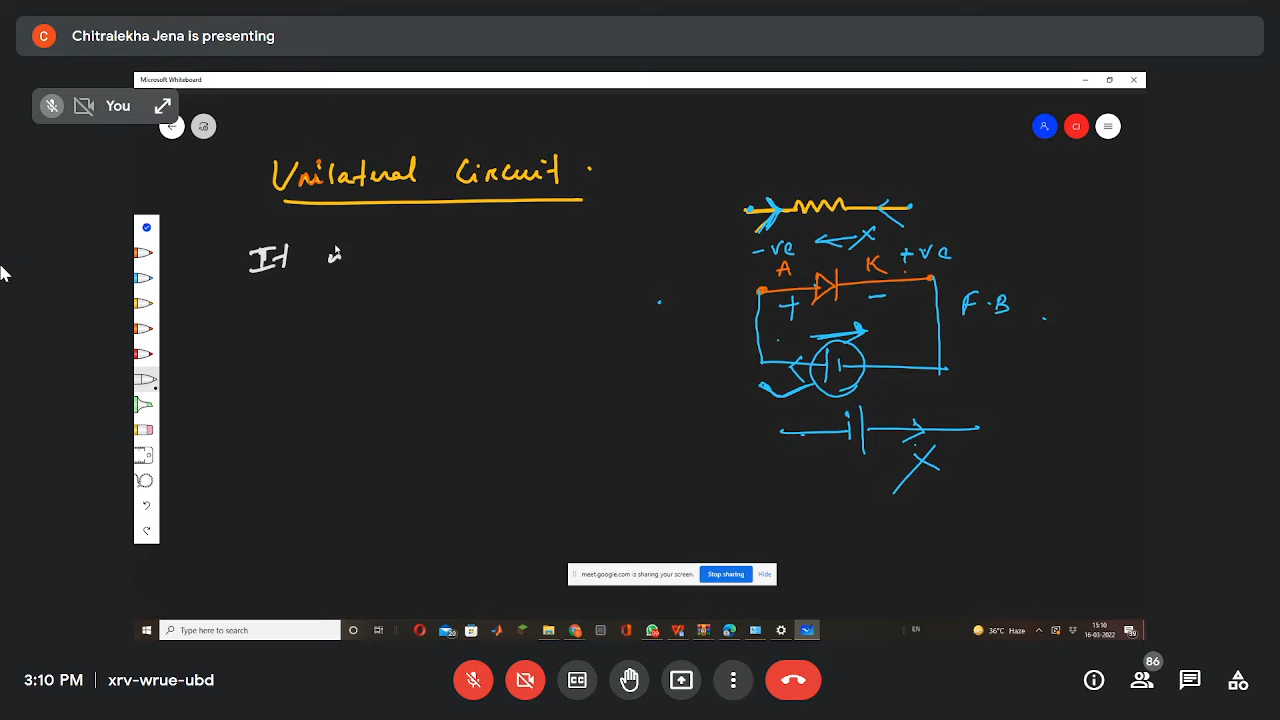 C Chitralekha Jena is presenting
Microsoft Whiteboard
You
CJ
Unilateral Circuit.
It
-ve X +ve
A K
+ - F.B
X
meet.google.com is sharing your screen. Stop sharing Hide
Type here to search
EN
36°C Haze
15:10
16-03-2022
3:10 PM | xrv-wrue-ubd
CC
86